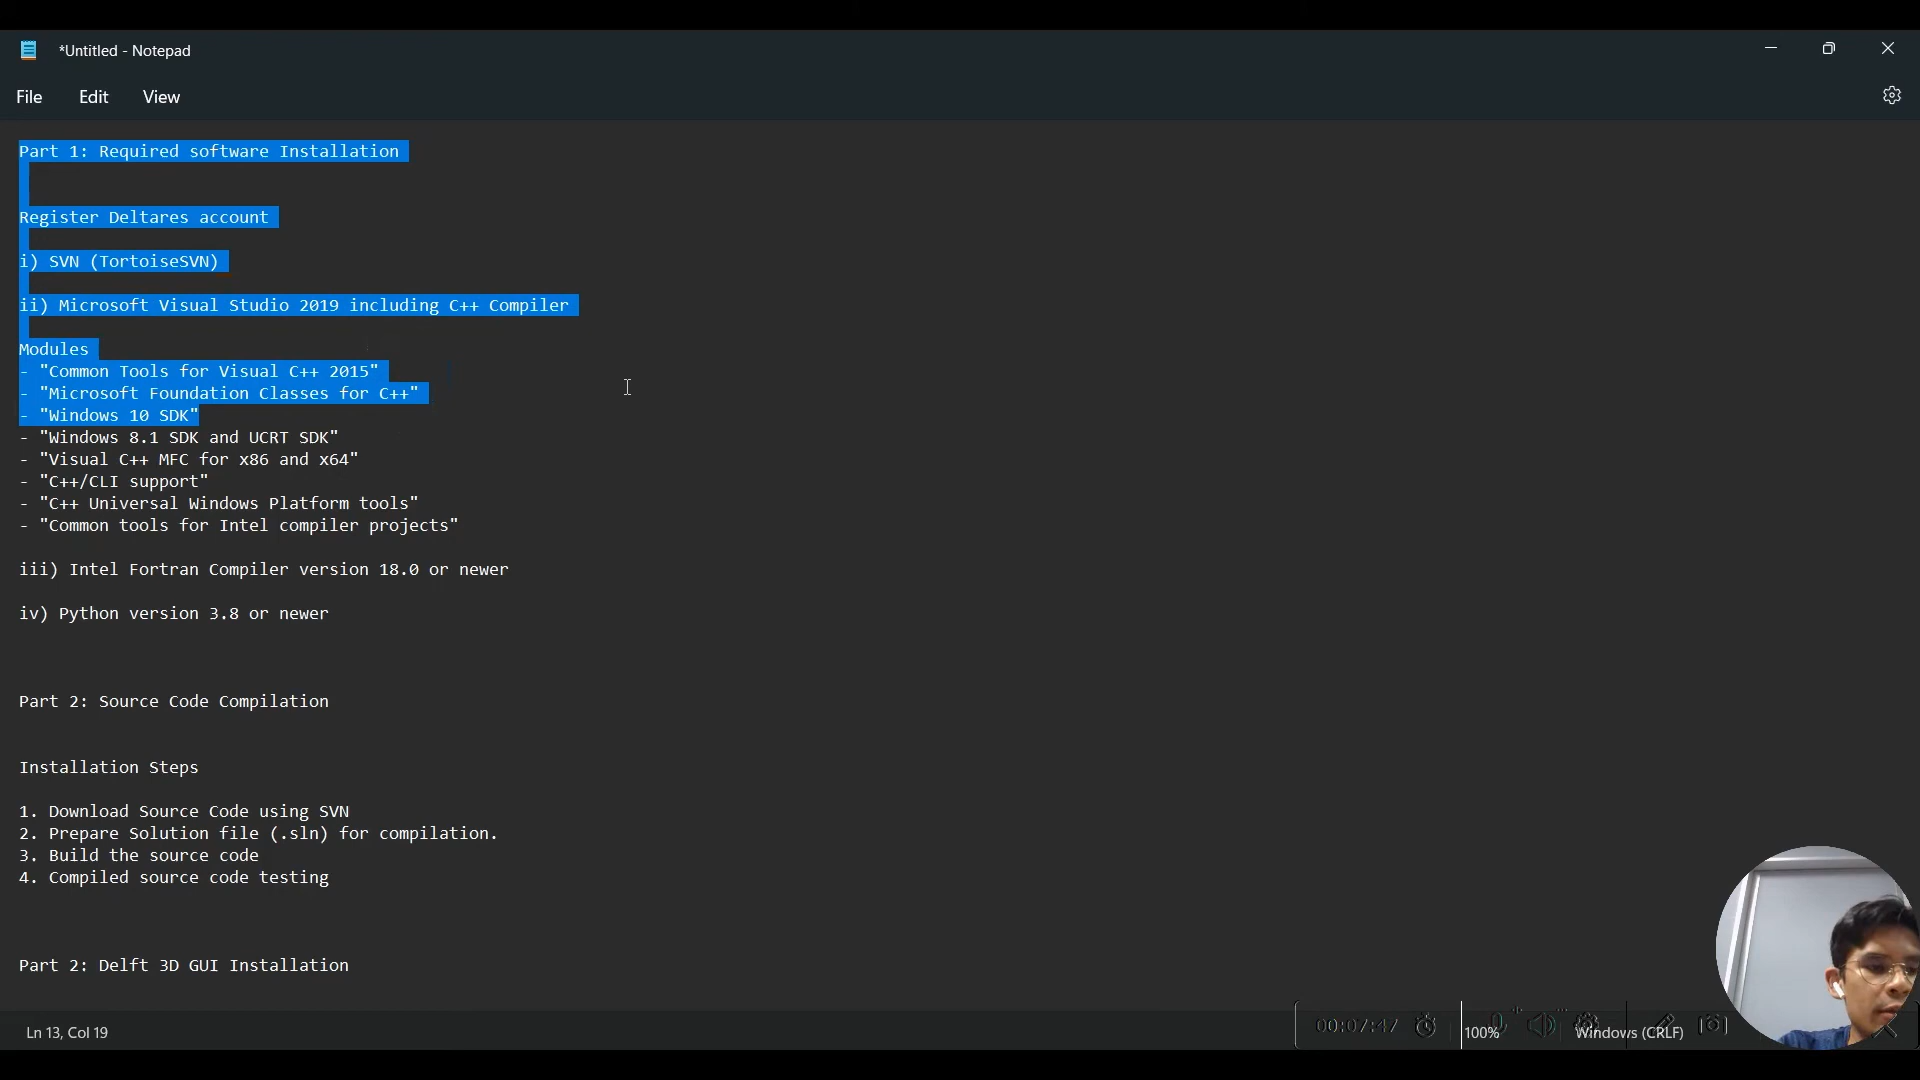 *Untitled - Notepad
File Edit View
Part 1: Required software Installation
Register Deltares account
i) SVN (TortoiseSVN)
ii) Microsoft Visual Studio 2019 including C++ Compiler
Modules
- "Common Tools for Visual C++ 2015"
- "Microsoft Foundation Classes for C++"
- "Windows 10 SDK"
- "Windows 8.1 SDK and UCRT SDK"
- "Visual C++ MFC for x86 and x64"
- "C++/CLI support"
- "C++ Universal Windows Platform tools"
- "Common tools for Intel compiler projects"
iii) Intel Fortran Compiler version 18.0 or newer
iv) Python version 3.8 or newer
Part 2: Source Code Compilation
Installation Steps
1. Download Source Code using SVN
2. Prepare Solution file (.sln) for compilation.
3. Build the source code
4. Compiled source code testing
Part 2: Delft 3D GUI Installation
Ln 13, Col 19 00:07:47 100% Windows (CRLF)